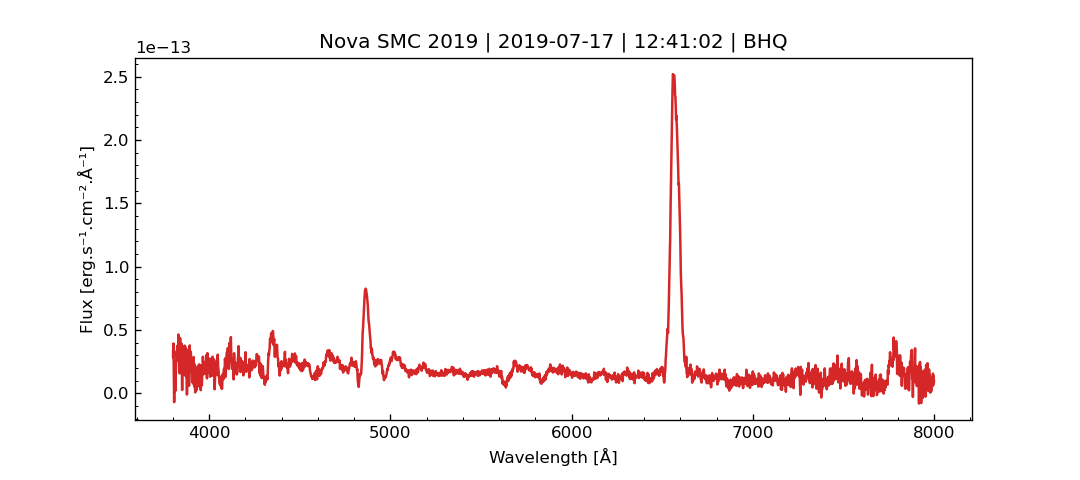 Nova SMC 2019 | 2019-07-17 | 12:41:02 | BHQ
1e−13
2.5
2.0
1.5
1.0
0.5
0.0
Flux [erg.s⁻¹.cm⁻².Å⁻¹]
4000 5000 6000 7000 8000
Wavelength [Å]